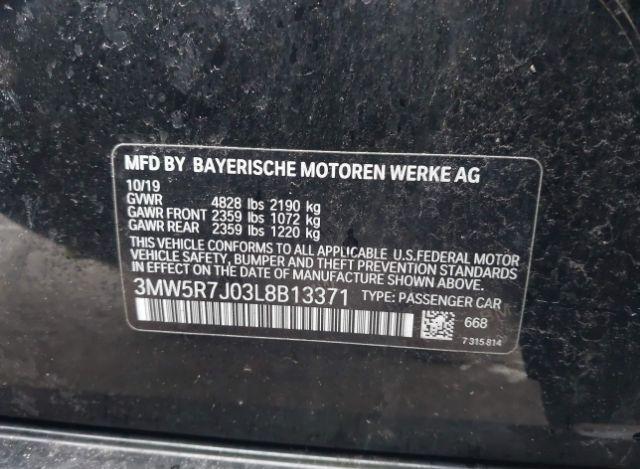 MFD BY BAYERISCHE MOTOREN WERKE AG
10/19
GVWR 4828 lbs 2190 kg
GAWR FRONT 2359 lbs 1072 kg
GAWR REAR 2359 lbs 1220 kg
THIS VEHICLE CONFORMS TO ALL APPLICABLE U.S.FEDERAL MOTOR
VEHICLE SAFETY, BUMPER AND THEFT PREVENTION STANDARDS
IN EFFECT ON THE DATE OF MANUFACTURE SHOWN ABOVE.
3MW5R7J03L8B13371 TYPE: PASSENGER CAR
668
7 315 814